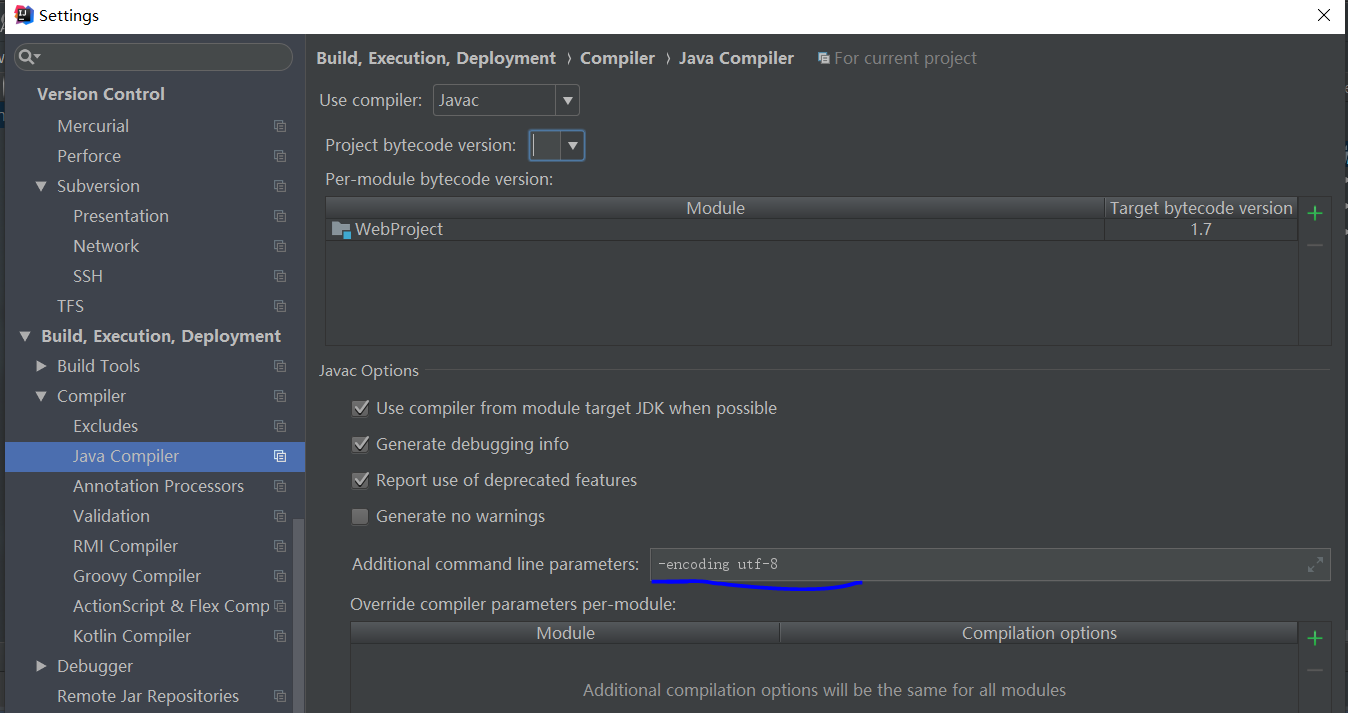 Settings
Version Control
Mercurial
Perforce
Subversion
Presentation
Network
SSH
TFS
Build, Execution, Deployment
Build Tools
Compiler
Excludes
Java Compiler
Annotation Processors
Validation
RMI Compiler
Groovy Compiler
ActionScript & Flex Comp
Kotlin Compiler
Debugger
Remote Jar Repositories
Build, Execution, Deployment › Compiler › Java Compiler For current project
Use compiler: Javac
Project bytecode version:
Per-module bytecode version:
Module Target bytecode version
WebProject 1.7
Javac Options
Use compiler from module target JDK when possible
Generate debugging info
Report use of deprecated features
Generate no warnings
Additional command line parameters: -encoding utf-8
Override compiler parameters per-module:
Module Compilation options
Additional compilation options will be the same for all modules